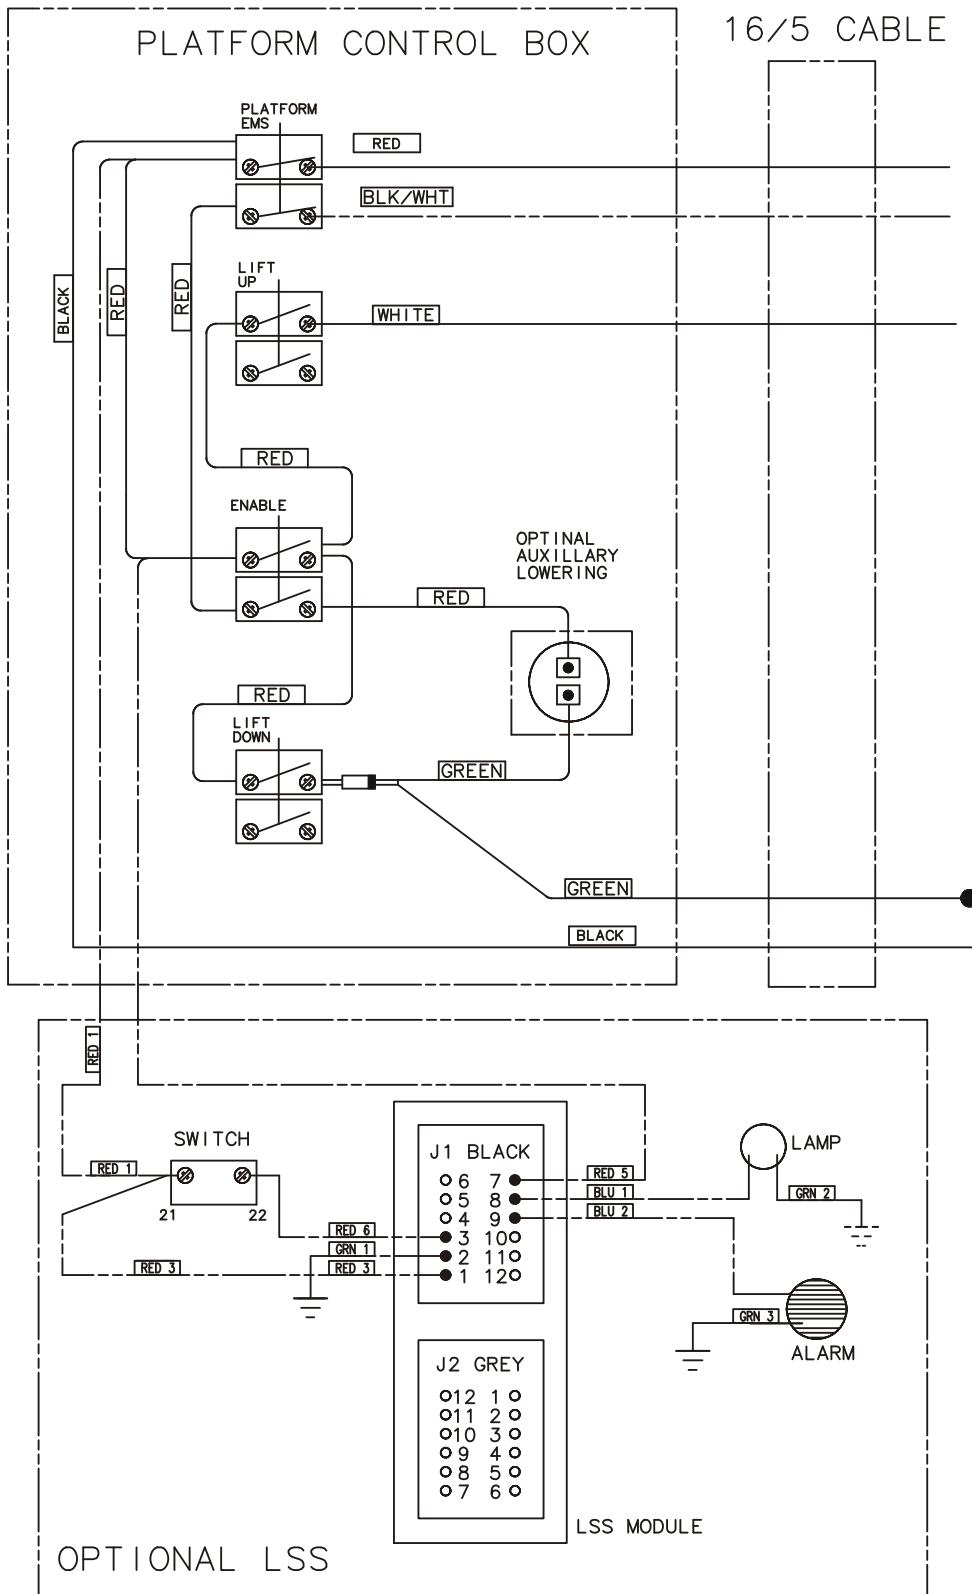 PLATFORM CONTROL BOX
16/5 CABLE
PLATFORM
EMS
RED
BLK/WHT
BLACK
RED
RED
LIFT
UP
WHITE
RED
ENABLE
OPTINAL
AUXILLARY
LOWERING
RED
RED
LIFT
DOWN
GREEN
GREEN
BLACK
RED 1
SWITCH
RED 1
21
22
RED 6
GRN 1
RED 3
RED 3
J1 BLACK
6 7
5 8
4 9
3 10
2 11
1 12
RED 5
BLU 1
BLU 2
LAMP
GRN 2
GRN 3
ALARM
J2 GREY
12 1
11 2
10 3
9 4
8 5
7 6
LSS MODULE
OPTIONAL LSS